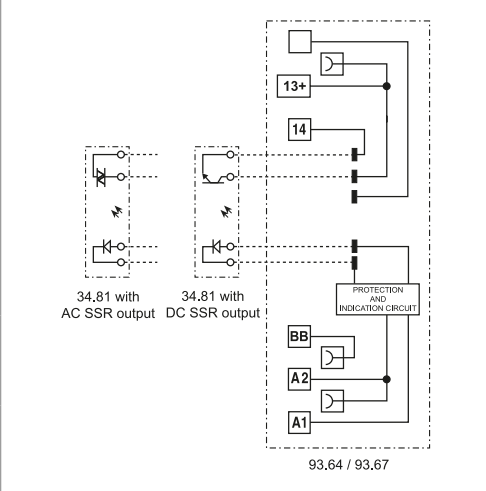 13+
14
34.81 with
AC SSR output
34.81 with
DC SSR output
PROTECTION
AND
INDICATION CIRCUIT
BB
A2
A1
93.64 / 93.67